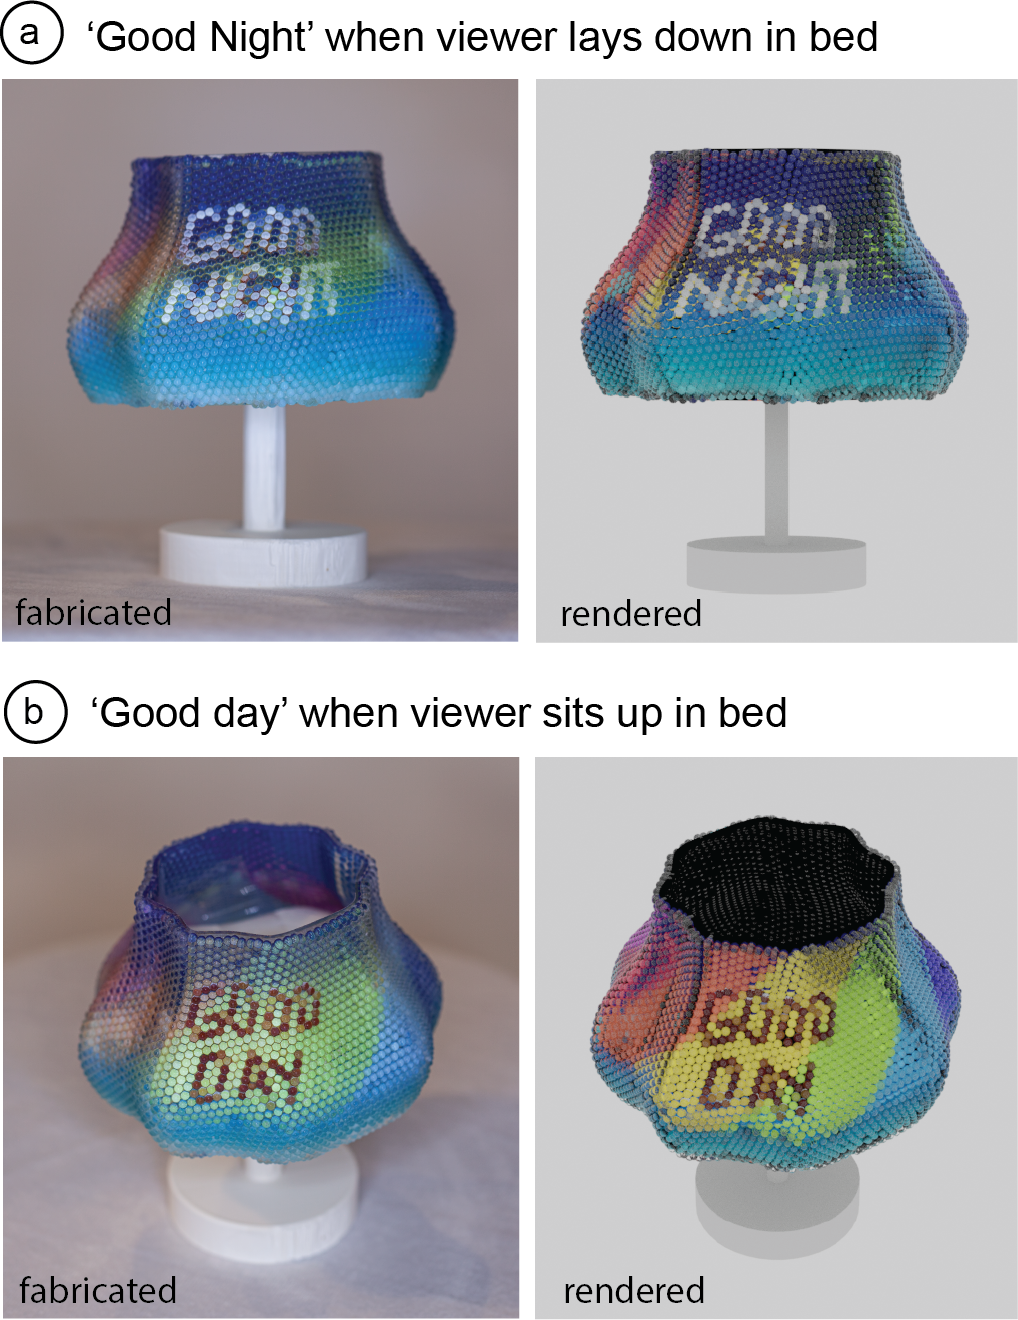 a 'Good Night' when viewer lays down in bed
GOOD
NIGHT
fabricated
GOOD
NIGHT
rendered
b 'Good day' when viewer sits up in bed
GOOD
DAY
fabricated
GOOD
DAY
rendered